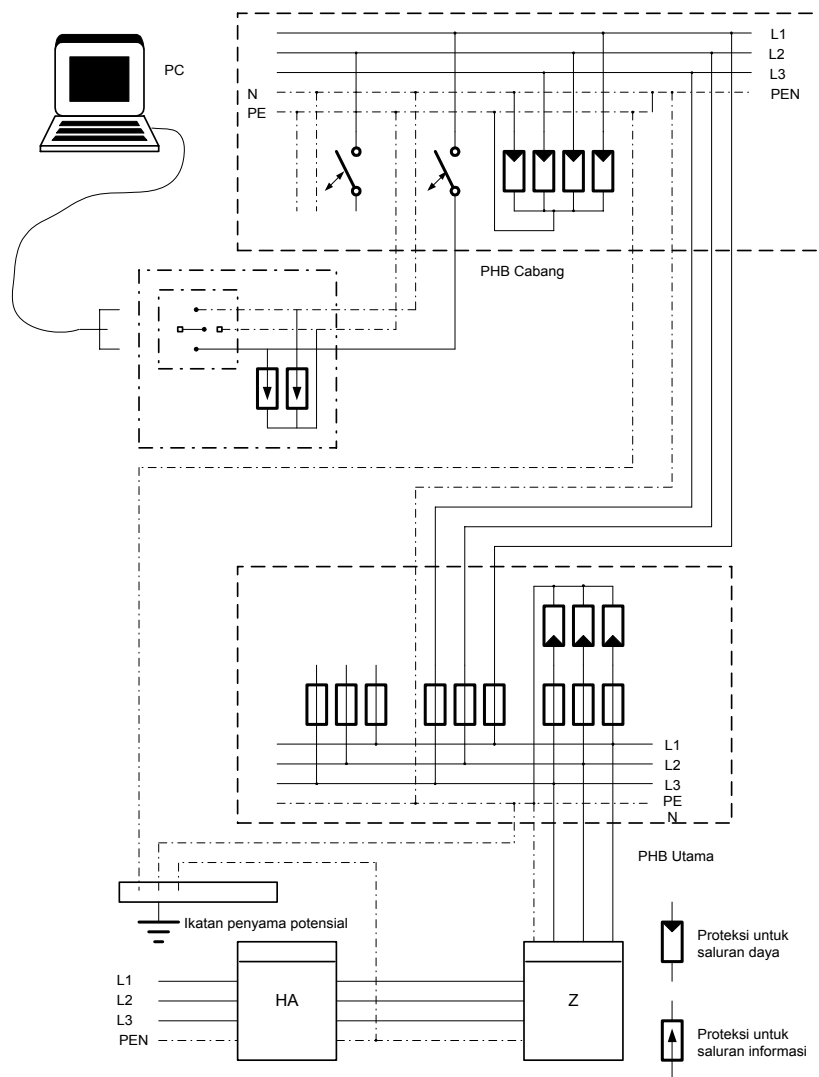 PC
L1
L2
L3
N
PEN
PE
PHB Cabang
L1
L2
L3
PE
N
PHB Utama
Ikatan penyama potensial
Proteksi untuk
saluran daya
L1
L2
L3
PEN
HA
Z
Proteksi untuk
saluran informasi